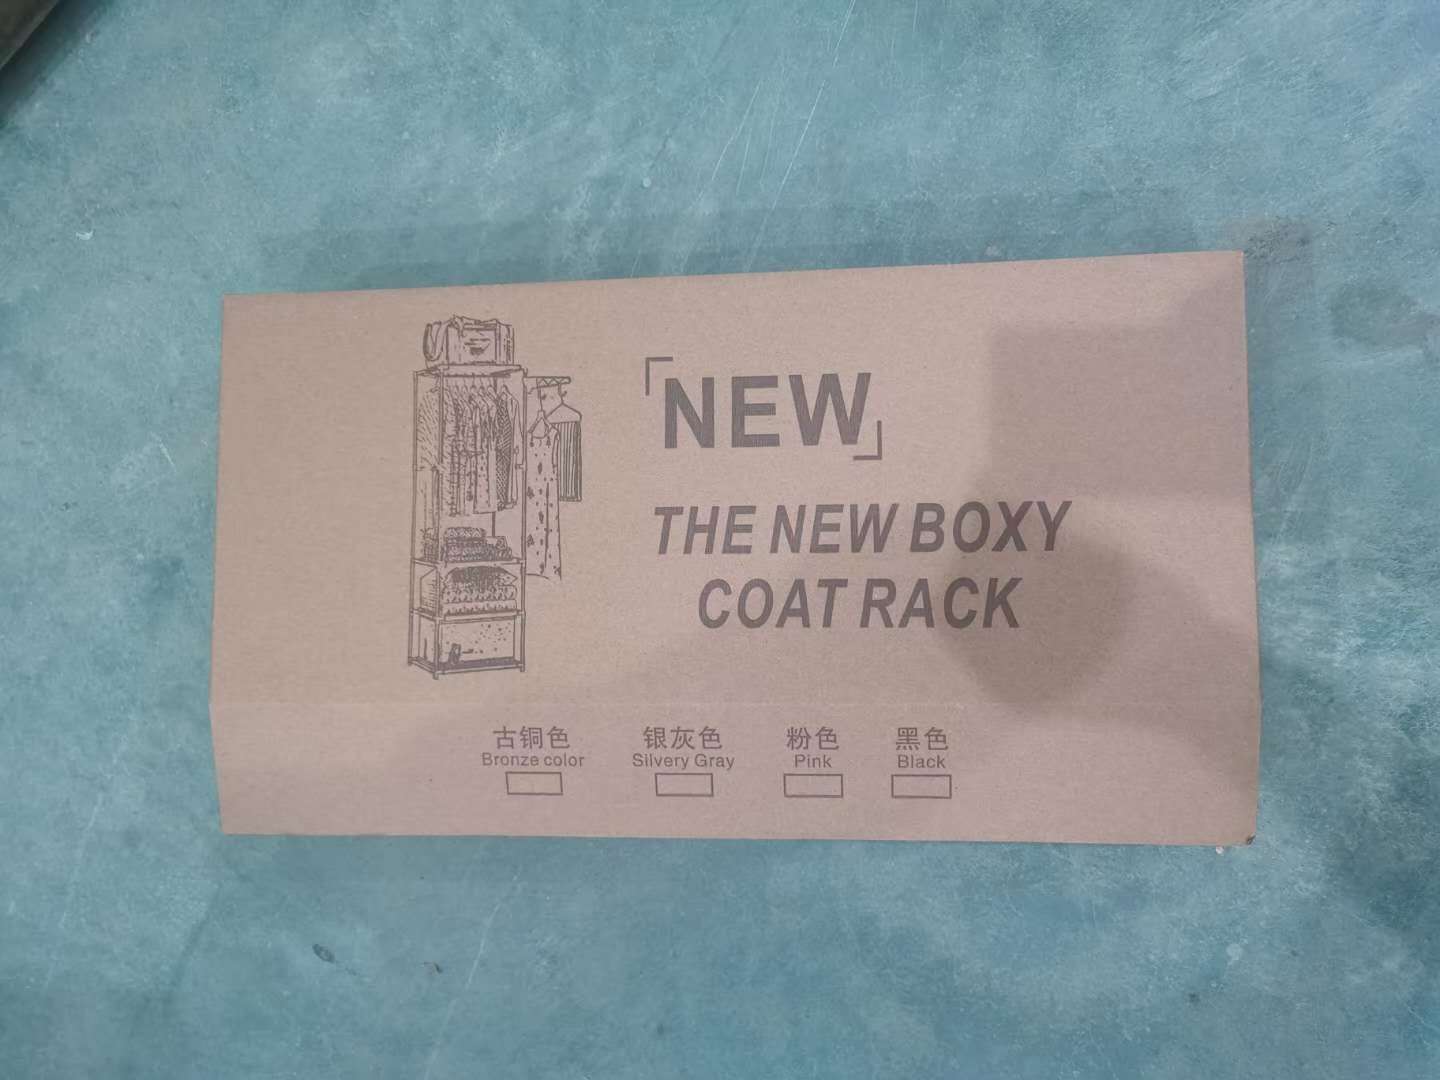 NEW
THE NEW BOXY
COAT RACK
古铜色 银灰色 粉色 黑色
Bronze color Silvery Gray Pink Black